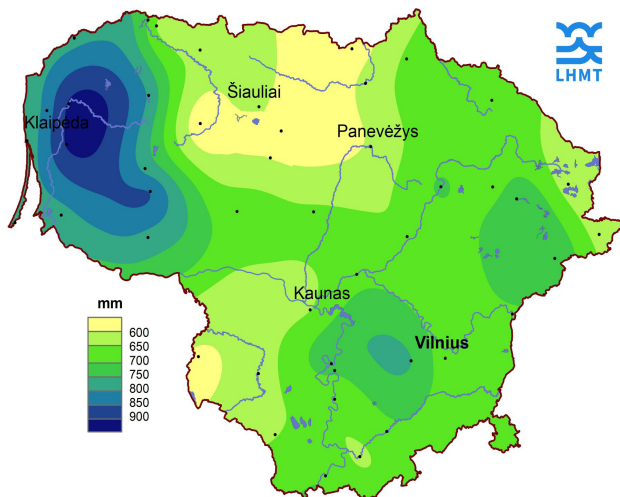 LHMT
Šiauliai
Klaipėda
Panevėžys
Kaunas
mm
Vilnius
600
650
700
750
800
850
900